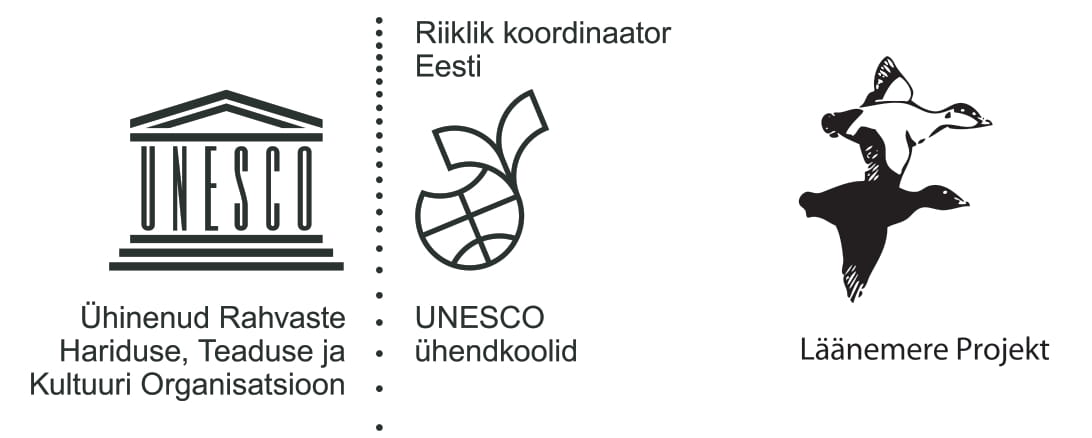 UNESCO
Ühinenud Rahvaste
Hariduse, Teaduse ja
Kultuuri Organisatsioon
Riiklik koordinaator
Eesti
UNESCO
ühendkoolid
Läänemere Projekt